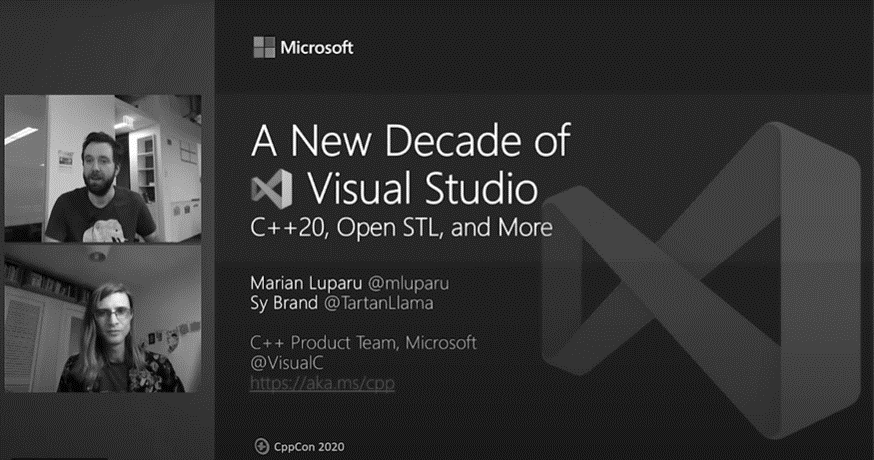 Microsoft
A New Decade of
Visual Studio
C++20, Open STL, and More
Marian Luparu @mluparu
Sy Brand @TartanLlama
C++ Product Team, Microsoft
@VisualC
https://aka.ms/cpp
CppCon 2020